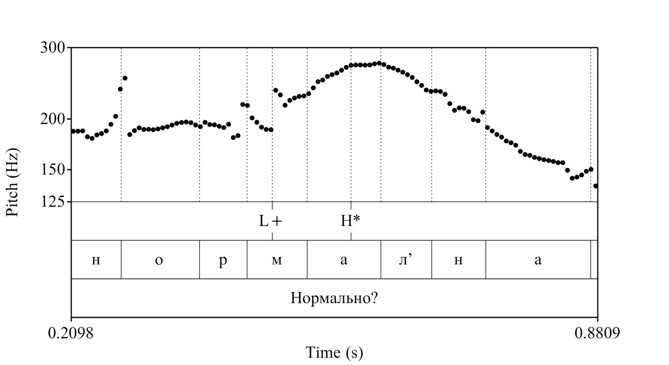 300
200
150
125
Pitch (Hz)
L + H*
н о р м а л’ н а
Нормально?
0.2098 0.8809
Time (s)